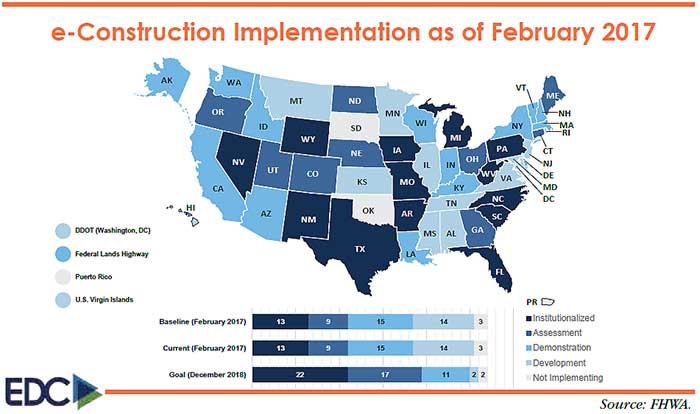 e-Construction Implementation as of February 2017
AK
WA
MT
ND
MN
VT
ME
OR
ID
WY
SD
WI
MI
NY
NH
MA
RI
NV
UT
CO
NE
IA
IL
IN
OH
PA
CT
NJ
DE
MD
DC
CA
KS
MO
KY
WV
VA
HI
AZ
NM
OK
AR
TN
NC
SC
TX
LA
MS
AL
GA
FL
DDOT (Washington, DC)
Federal Lands Highway
Puerto Rico
U.S. Virgin Islands
PR
Institutionalized
Assessment
Demonstration
Development
Not Implementing
Baseline (February 2017) 13 9 15 14 3
Current (February 2017) 13 9 15 14 3
Goal (December 2018) 22 17 11 2 2
EDC
Source: FHWA.